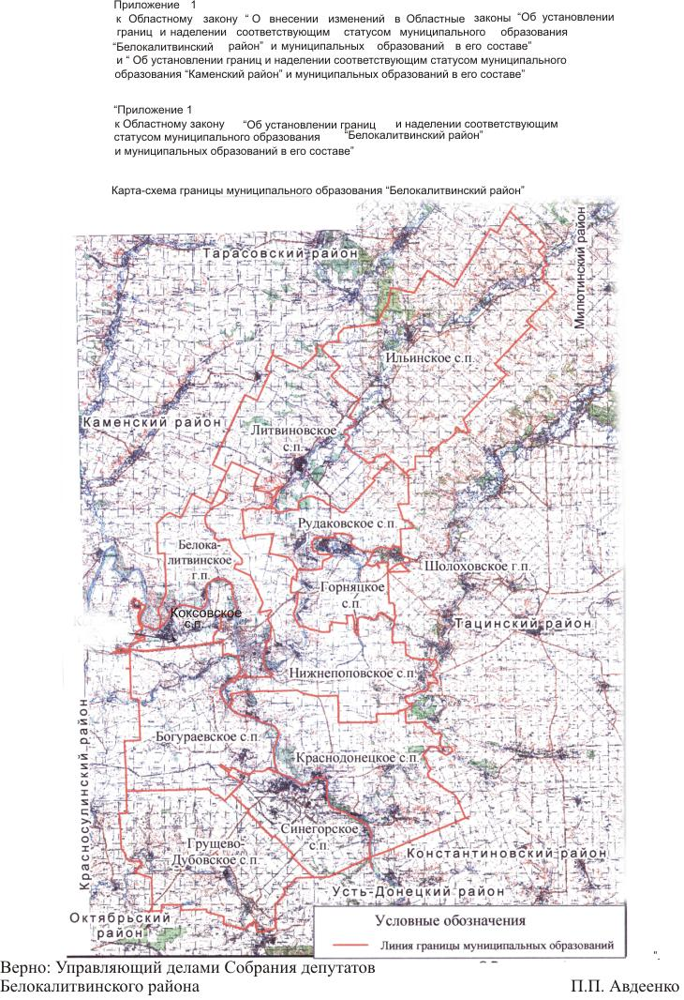 Приложение 1
к Областному закону “ О внесении изменений в Областные законы “Об установлении
границ и наделении соответствующим статусом муниципального образования
“Белокалитвинский район” и муниципальных образований в его составе”
и “ Об установлении границ и наделении соответствующим статусом муниципального
образования “Каменский район” и муниципальных образований в его составе”
“Приложение 1
к Областному закону “Об установлении границ и наделении соответствующим
статусом муниципального образования “Белокалитвинский район”
и муниципальных образований в его составе”
Карта-схема границы муниципального образования “Белокалитвинский район”
Милютинский район
Тарасовский район
Ильинское с.п.
Каменский район
Литвиновское
с.п.
Рудаковское с.п.
Белока-
литвинское
г.п.
Шолоховское г.п.
Горняцкое
с.п.
Коксовское
с.п.
Тацинский район
Нижнепоповское с.п.
Красносулинский район
Богураевское с.п.
Краснодонецкое с.п.
Синегорское
с.п.
Грущево-
Дубовское с.п.
Константиновский район
Усть-Донецкий район
Октябрьский
район
Условные обозначения
Линия границы муниципальных образований
”.
Верно: Управляющий делами Собрания депутатов
Белокалитвинского района П.П. Авдеенко